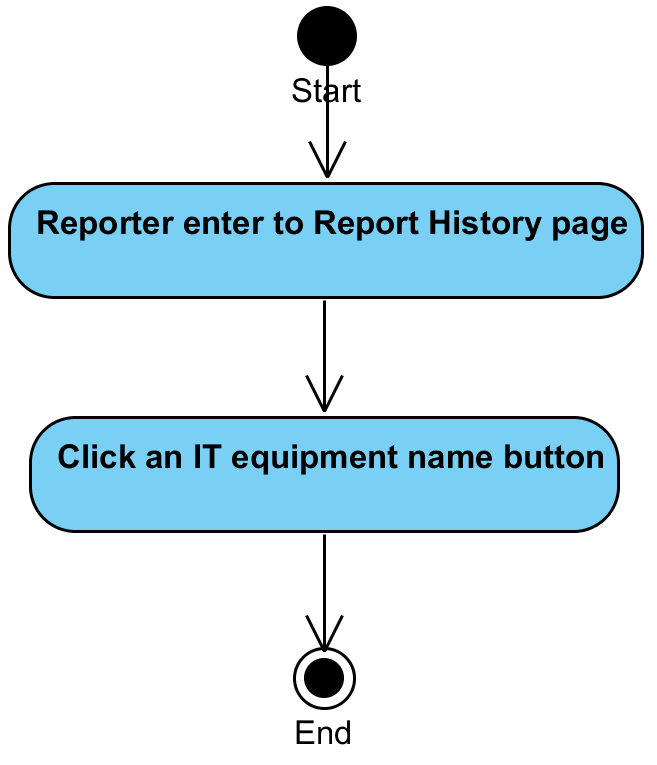 Start
Reporter enter to Report History page
Click an IT equipment name button
End